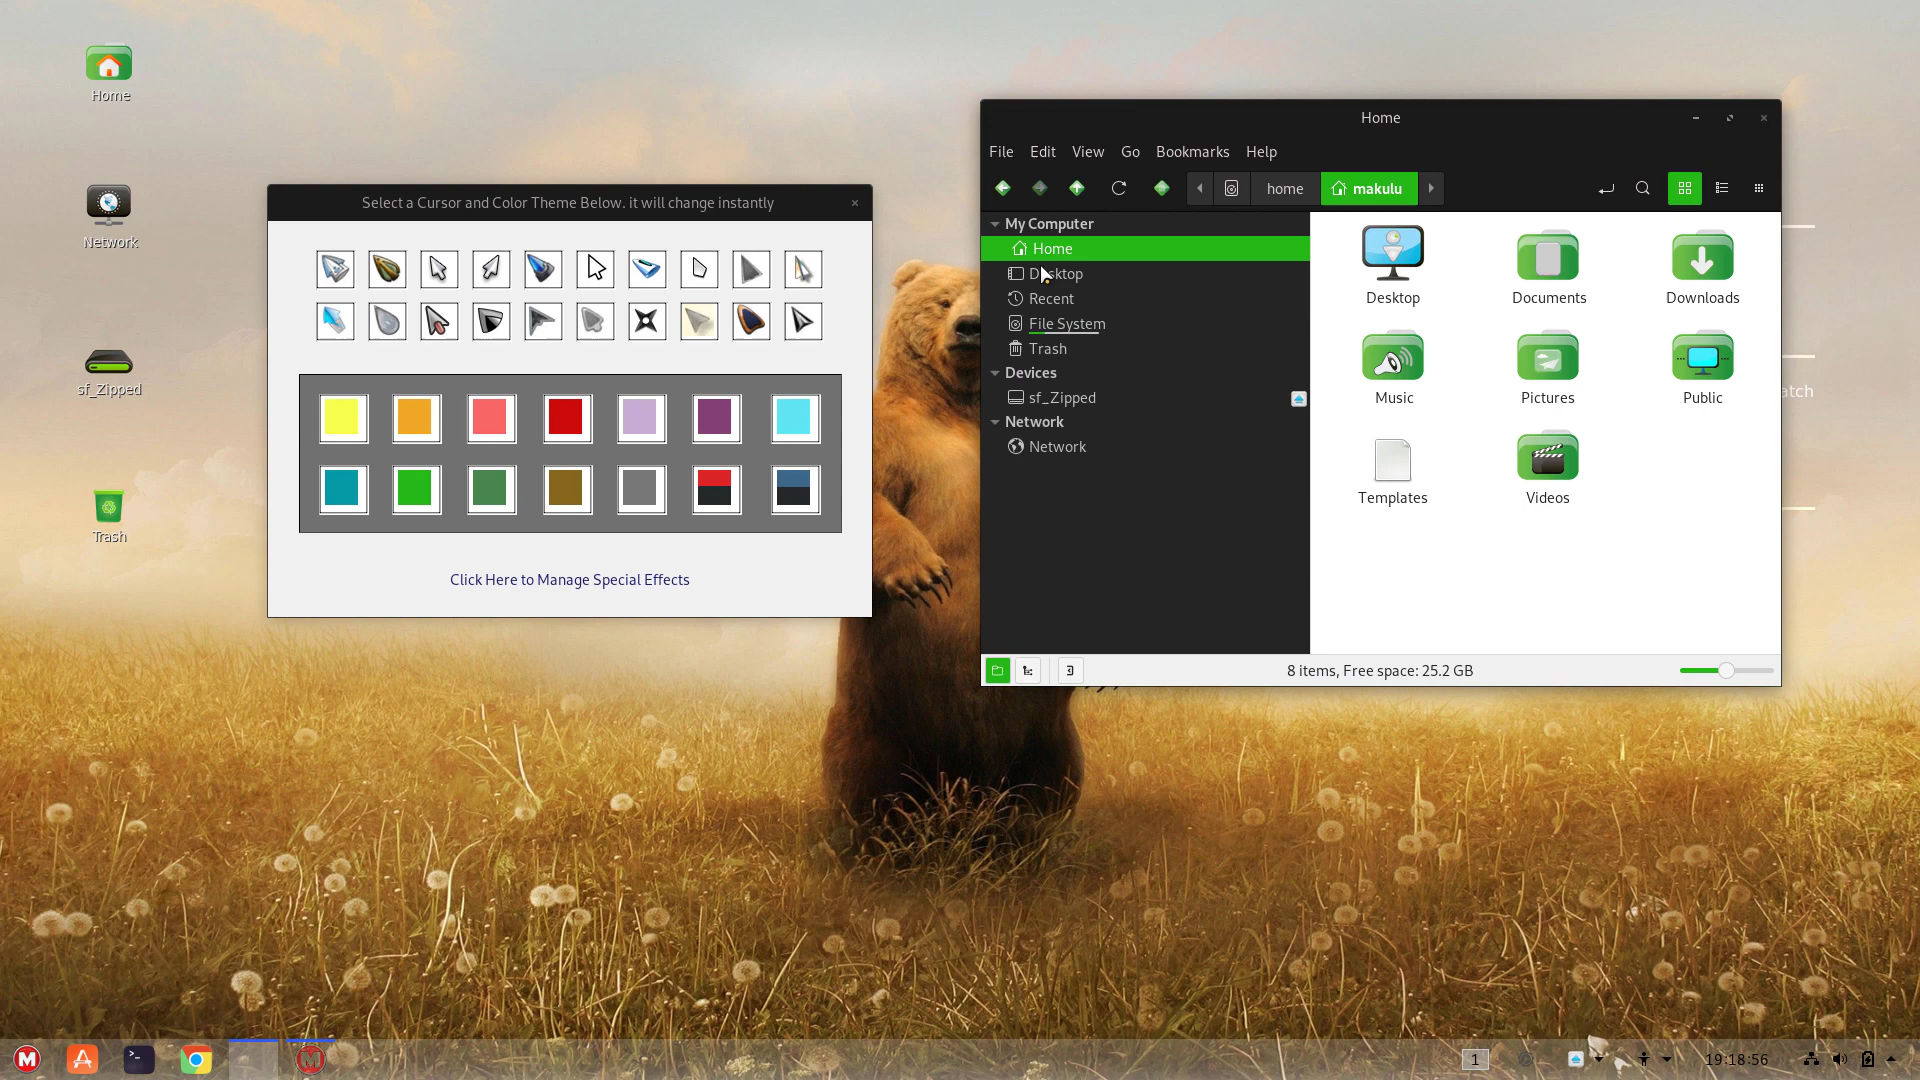 Home
Network
sf_Zipped
Trash
Select a Cursor and Color Theme Below. it will change instantly
Click Here to Manage Special Effects
Home
File Edit View Go Bookmarks Help
home makulu
My Computer
Home
Desktop
Recent
File System
Trash
Devices
sf_Zipped
Network
Network
Desktop Documents Downloads
Music Pictures Public
Templates Videos
8 items, Free space: 25.2 GB
atch
M
M
1
19:18:56